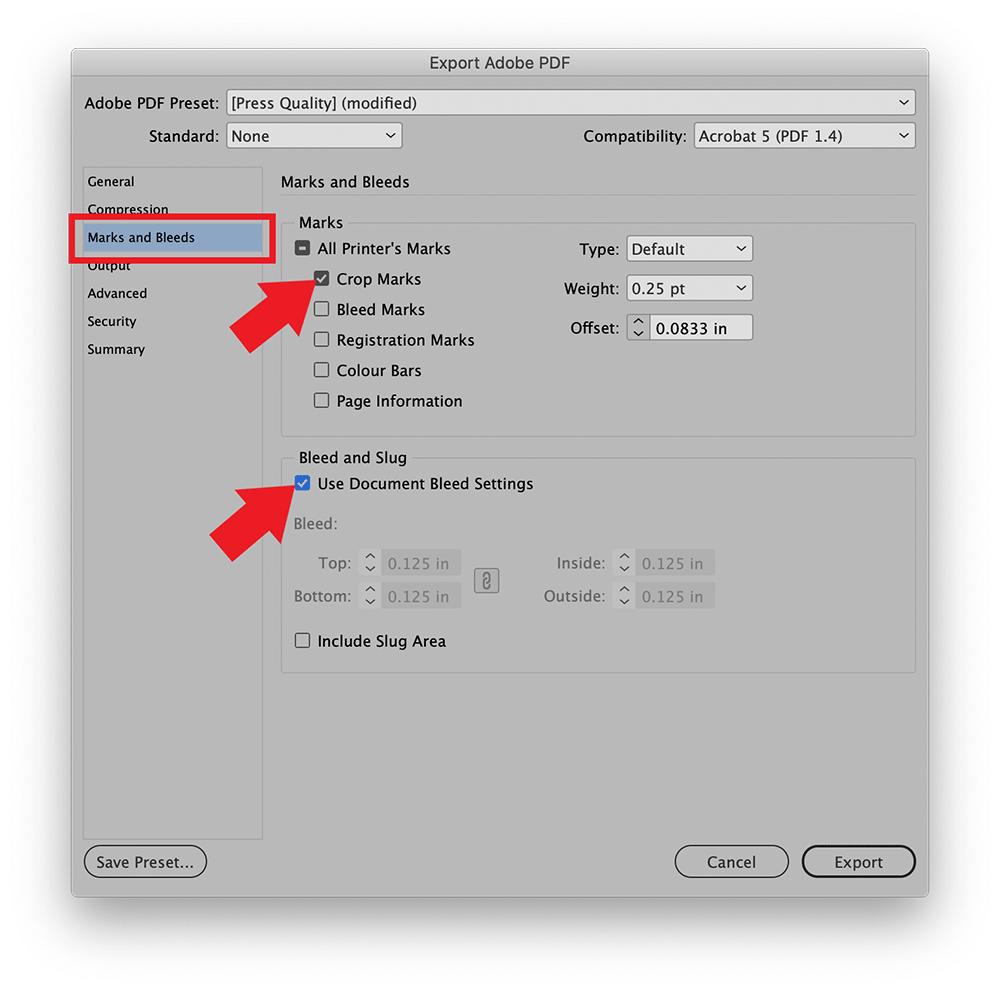 Export Adobe PDF
Adobe PDF Preset: [Press Quality] (modified)
Standard: None Compatibility: Acrobat 5 (PDF 1.4)
General
Compression
Marks and Bleeds
Output
Advanced
Security
Summary
Marks and Bleeds
Marks
All Printer's Marks
Crop Marks
Bleed Marks
Registration Marks
Colour Bars
Page Information
Type: Default
Weight: 0.25 pt
Offset: 0.0833 in
Bleed and Slug
Use Document Bleed Settings
Bleed:
Top: 0.125 in Inside: 0.125 in
Bottom: 0.125 in Outside: 0.125 in
Include Slug Area
Save Preset... Cancel Export